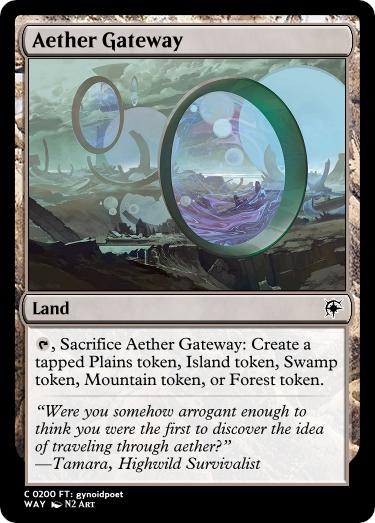 Aether Gateway
Land
, Sacrifice Aether Gateway: Create a
tapped Plains token, Island token, Swamp
token, Mountain token, or Forest token.
“Were you somehow arrogant enough to
think you were the first to discover the idea
of traveling through aether?”
—Tamara, Highwild Survivalist
C 0200 FT: gynoidpoet
WAY N2 ART